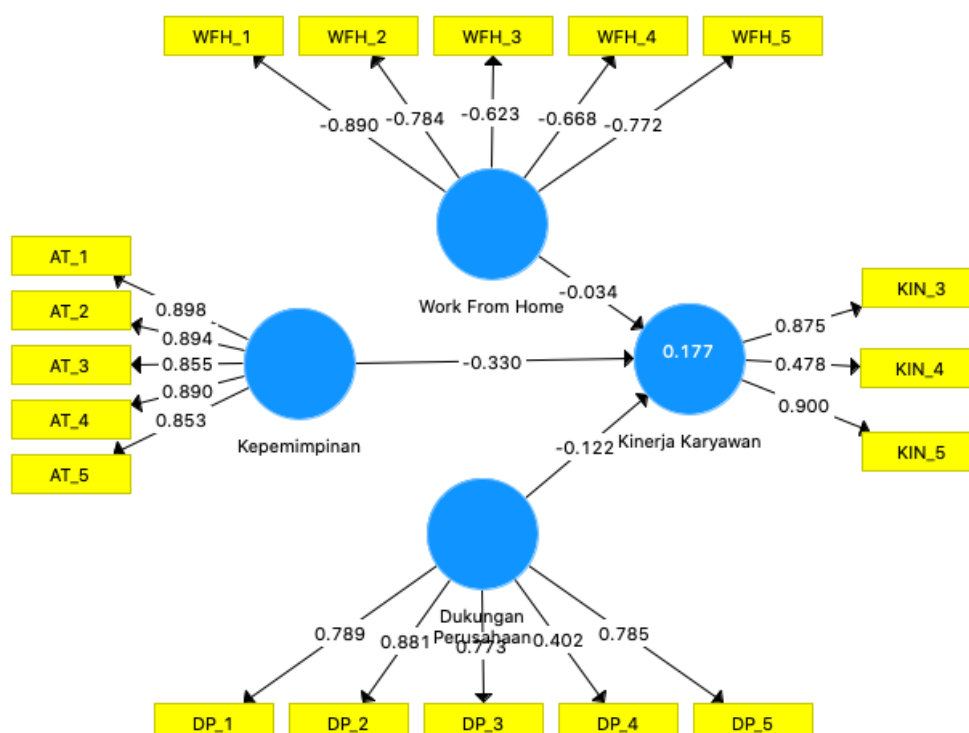 WFH_1 WFH_2 WFH_3 WFH_4 WFH_5
-0.890 -0.784 -0.623 -0.668 -0.772
Work From Home
AT_1
AT_2
AT_3
AT_4
AT_5
0.898
0.894
0.855
0.890
0.853
Kepemimpinan
-0.034
-0.330
-0.122
0.177
Kinerja Karyawan
0.875
0.478
0.900
KIN_3
KIN_4
KIN_5
Dukungan
Perusahaan
0.789 0.881 0.773 0.402 0.785
DP_1 DP_2 DP_3 DP_4 DP_5